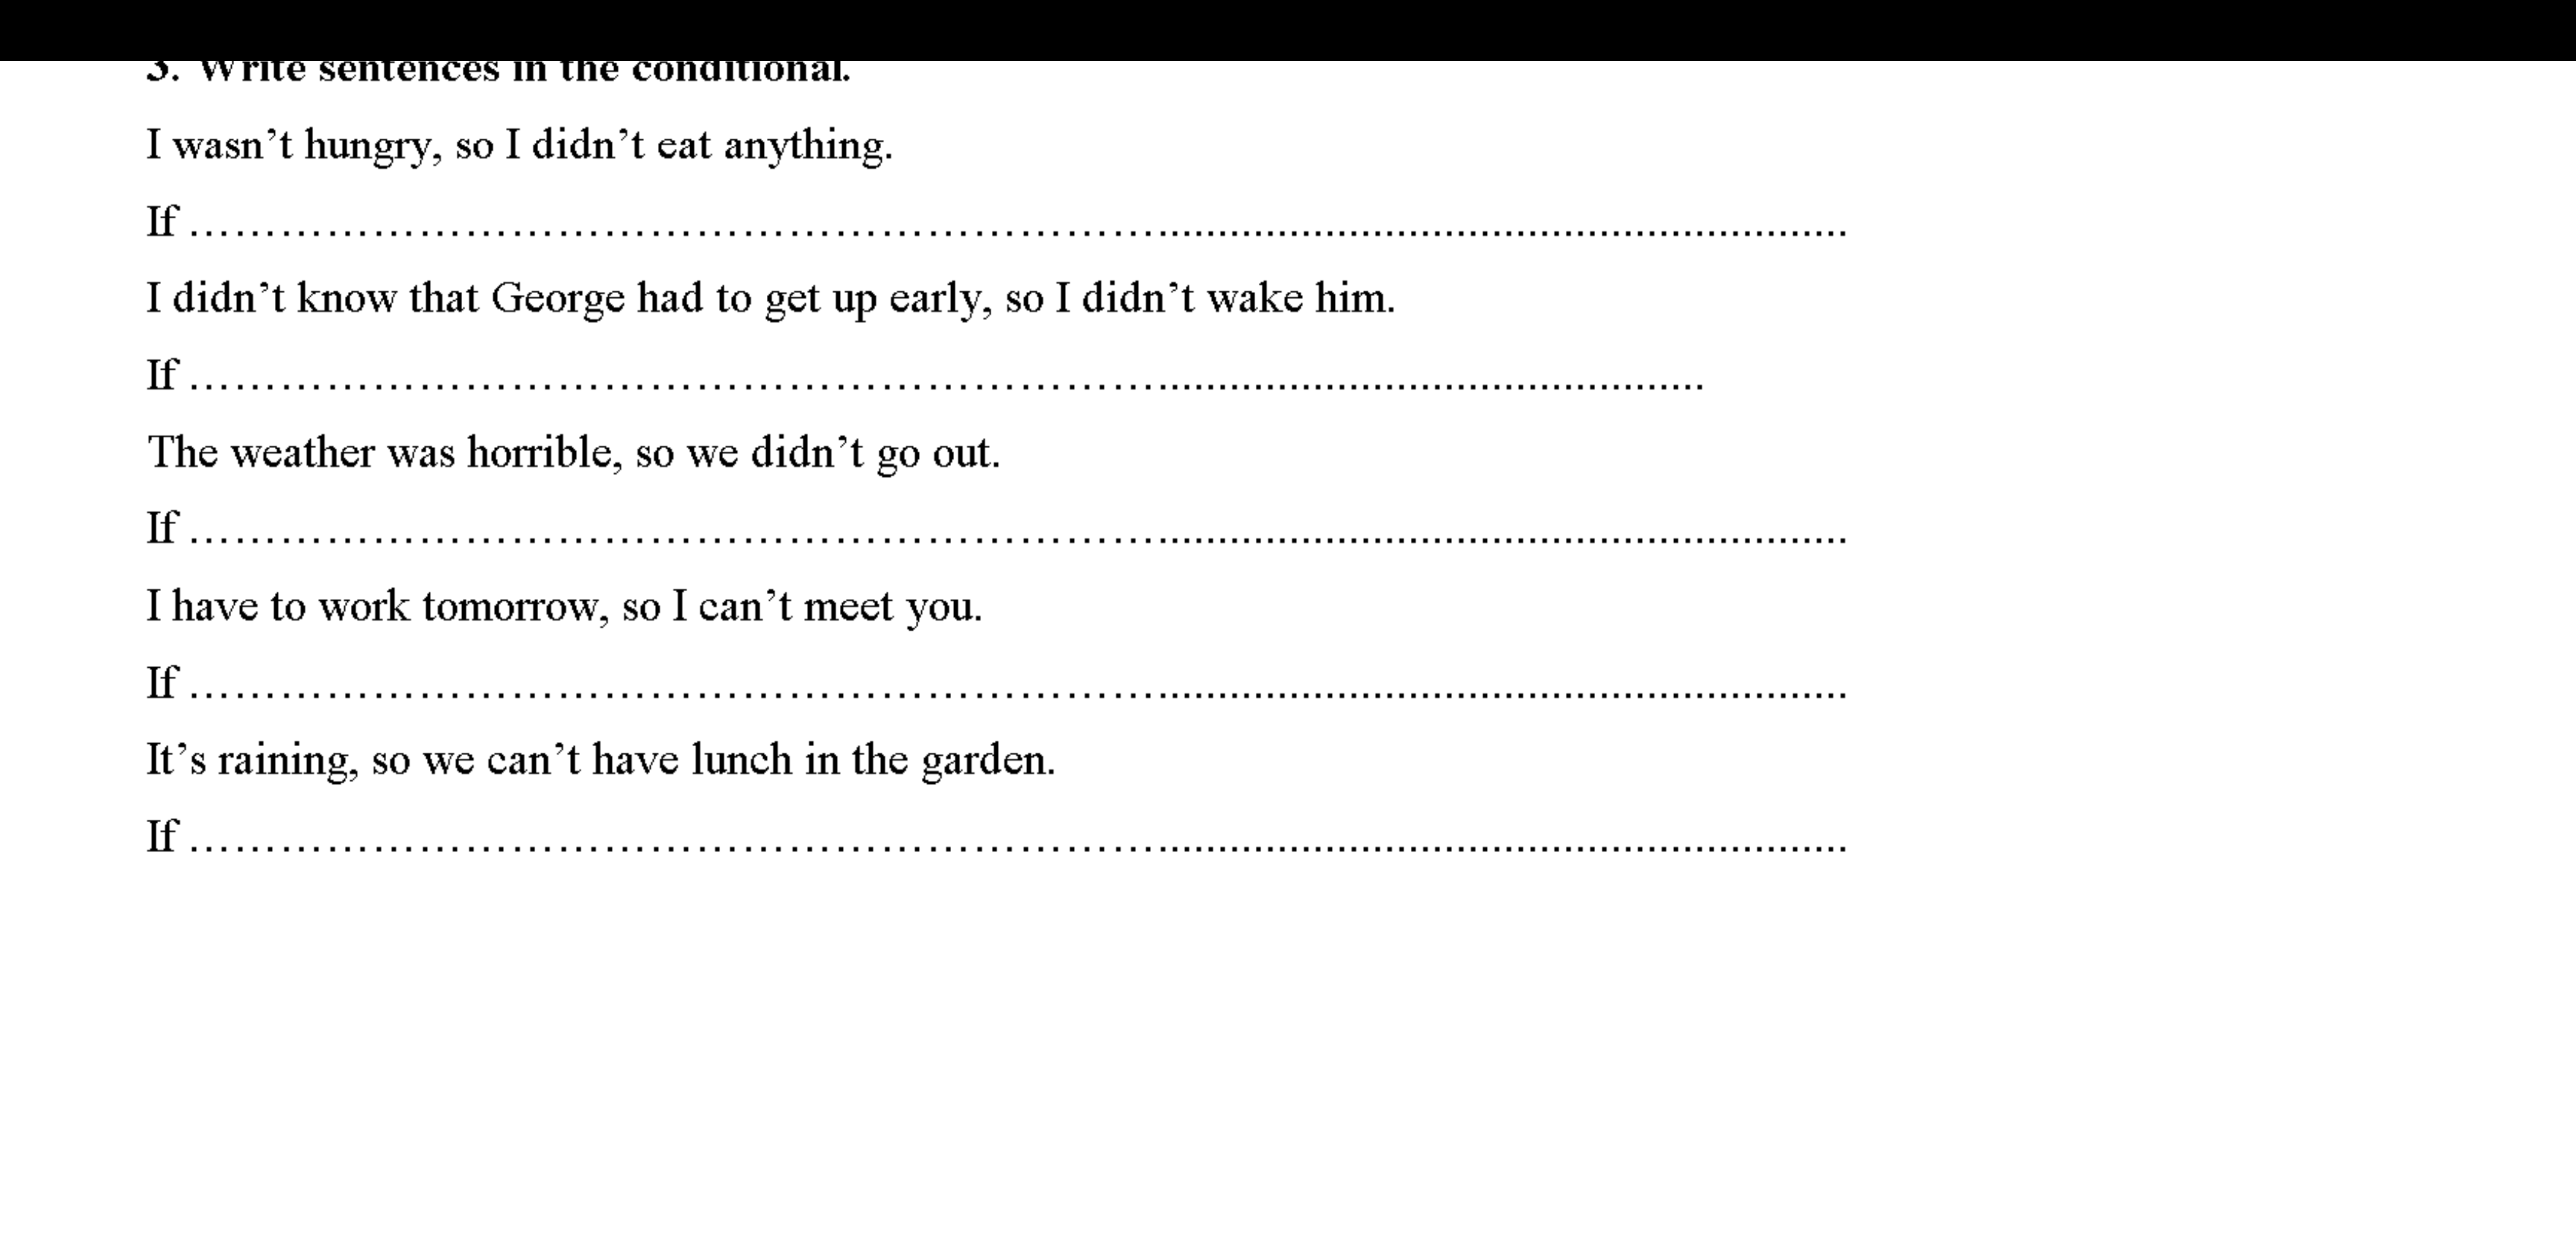 3. Write sentences in the conditional.
I wasn’t hungry, so I didn’t eat anything.
If ……………………………………………………….............................................................
I didn’t know that George had to get up early, so I didn’t wake him.
If ………………………………………………………................................................
The weather was horrible, so we didn’t go out.
If ……………………………………………………….............................................................
I have to work tomorrow, so I can’t meet you.
If ……………………………………………………….............................................................
It’s raining, so we can’t have lunch in the garden.
If ……………………………………………………….............................................................